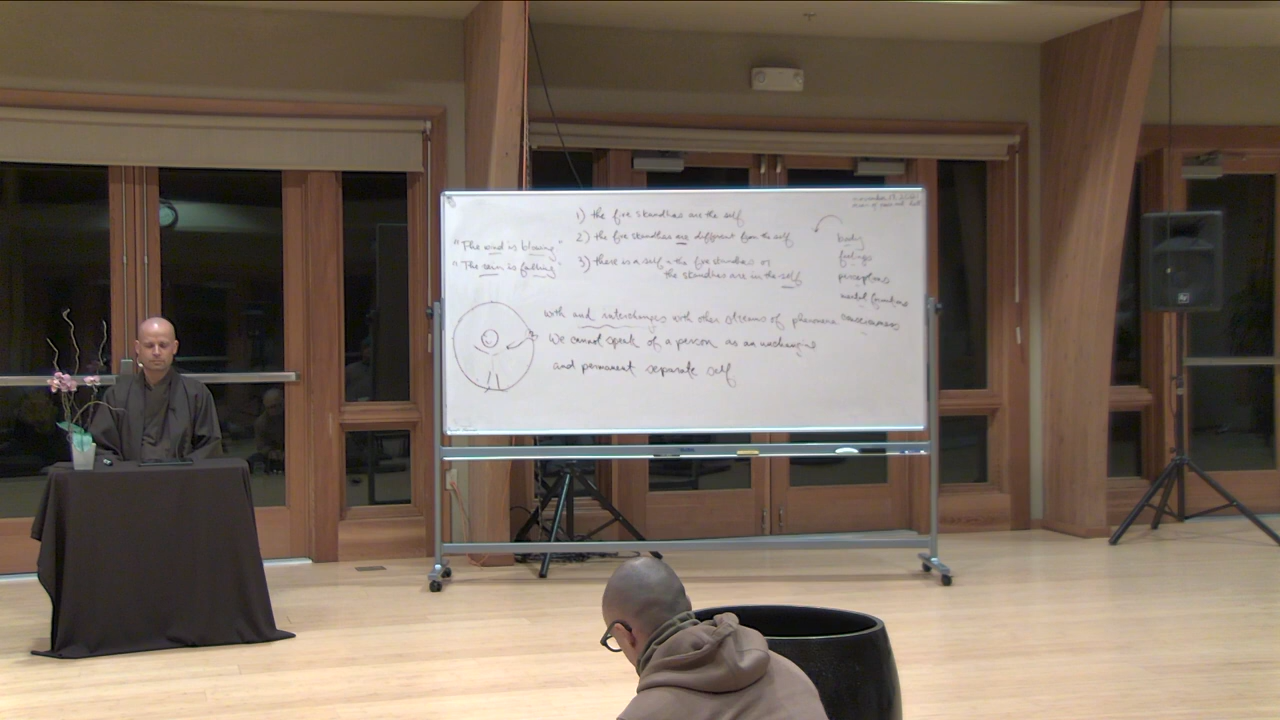 "The wind is blowing"
"The rain is falling"
1) the five skandhas are the self
2) the five skandhas are different from the self
3) there is a self in the five skandhas or
the skandhas are in the self
body
feelings
perceptions
mental formations
consciousness
with and interchanges with other streams of phenomena
We cannot speak of a person as an unchanging
and permanent separate self